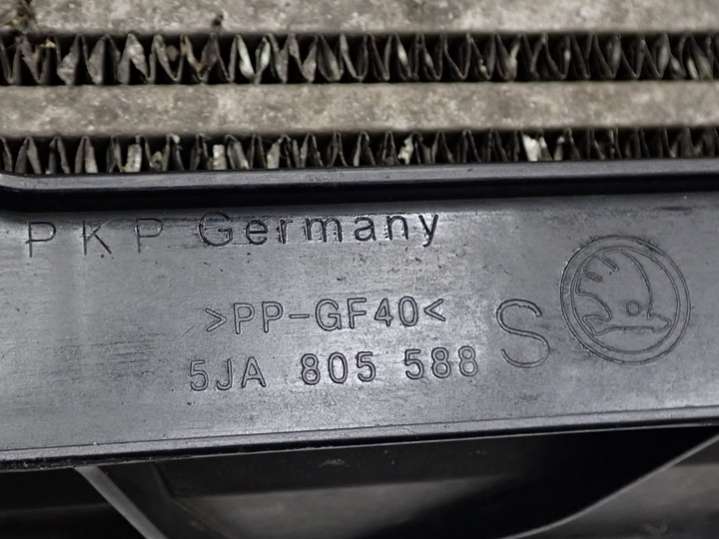 PKP Germany
>PP-GF40<
5JA 805 588 S